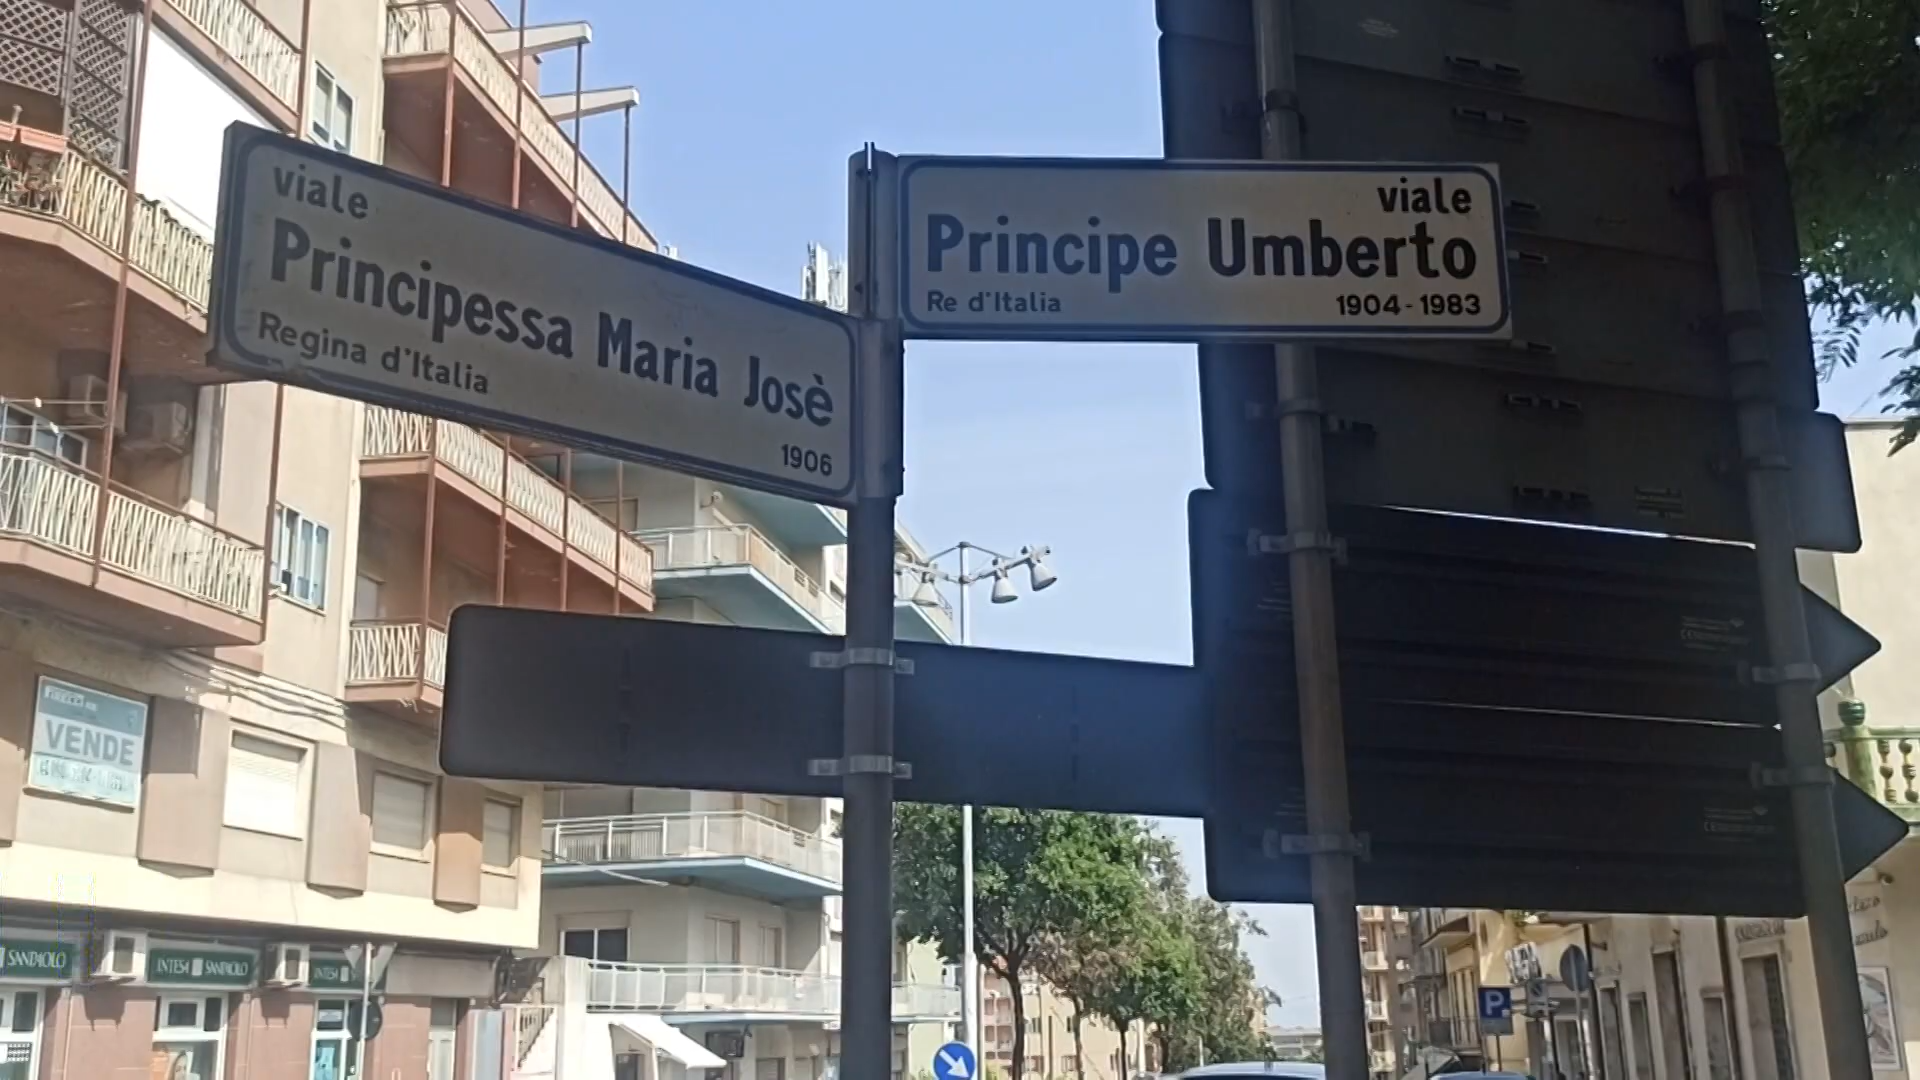 viale
Principessa Maria Josè
Regina d'Italia
1906
viale
Principe Umberto
Re d'Italia
1904-1983
VENDE
SANPAOLO
INTESA SANPAOLO
INTESA
P